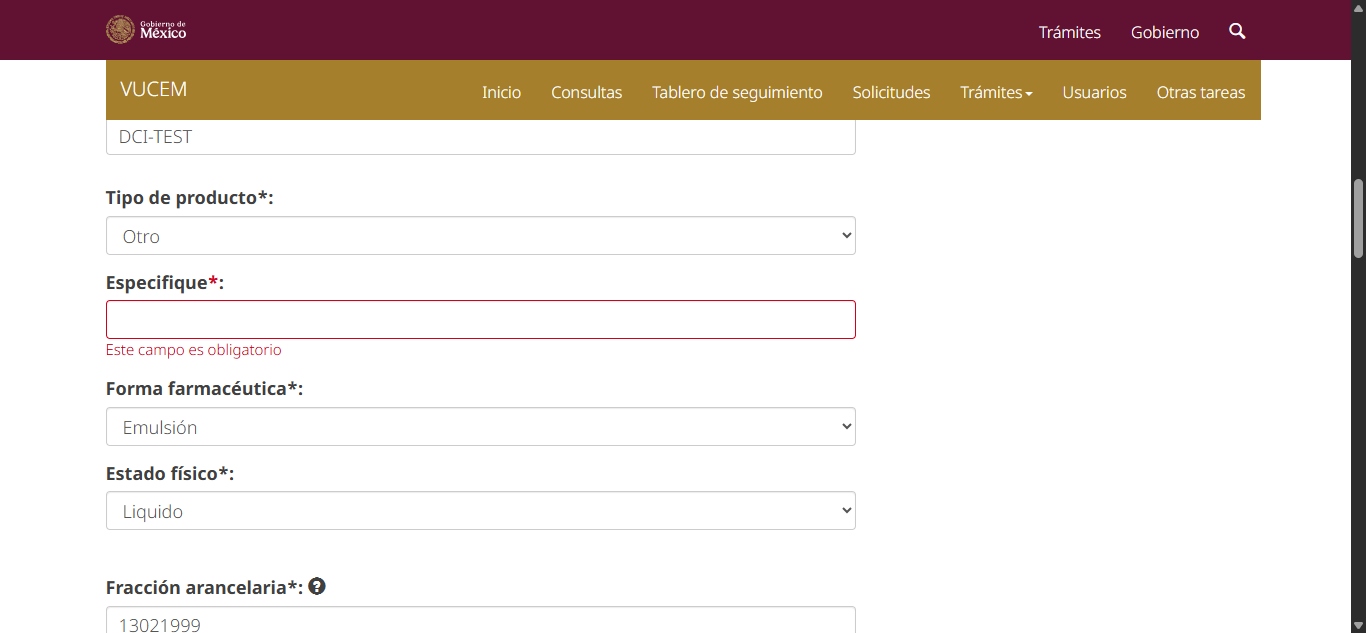 Gobierno de
México
Trámites
Gobierno
VUCEM
Inicio
Consultas
Tablero de seguimiento
Solicitudes
Trámites
Usuarios
Otras tareas
DCI-TEST
Tipo de producto*:
Otro
Especifique*:
Este campo es obligatorio
Forma farmacéutica*:
Emulsión
Estado físico*:
Liquido
Fracción arancelaria*: ?
13021999